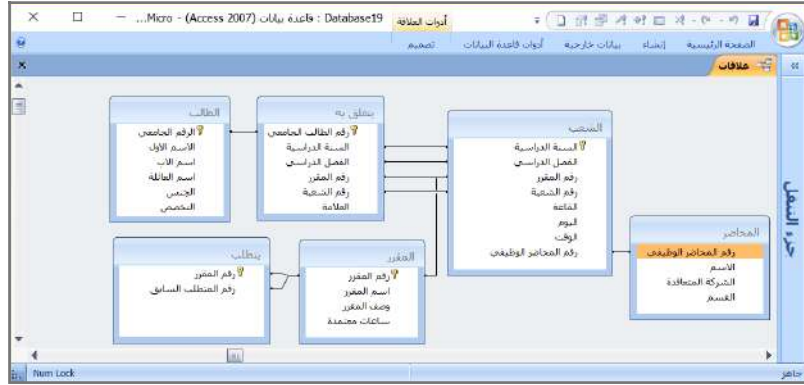 أدوات العلاقة
Database19 : قاعدة بيانات (Access 2007) - Micro...
الصفحة الرئيسية
إنشاء
بيانات خارجية
أدوات قاعدة البيانات
تصميم
علاقات
جزء التنقل
الشعب
السنة الدراسية
الفصل الدراسي
رقم المقرر
رقم الشعبة
القاعة
اليوم
الوقت
رقم المحاضر الوظيفي
يتعلق به
رقم الطالب الجامعي
السنة الدراسية
الفصل الدراسي
رقم المقرر
رقم الشعبة
العلامة
الطالب
الرقم الجامعي
الاسم الأول
اسم الاب
اسم العائلة
الجنس
التخصص
المحاضر
رقم المحاضر الوظيفي
الاسم
الشركة المتعاقدة
القسم
المقرر
رقم المقرر
اسم المقرر
وصف المقرر
ساعات معتمدة
يتطلب
رقم المقرر
رقم المتطلب السابق
جاهز
Num Lock